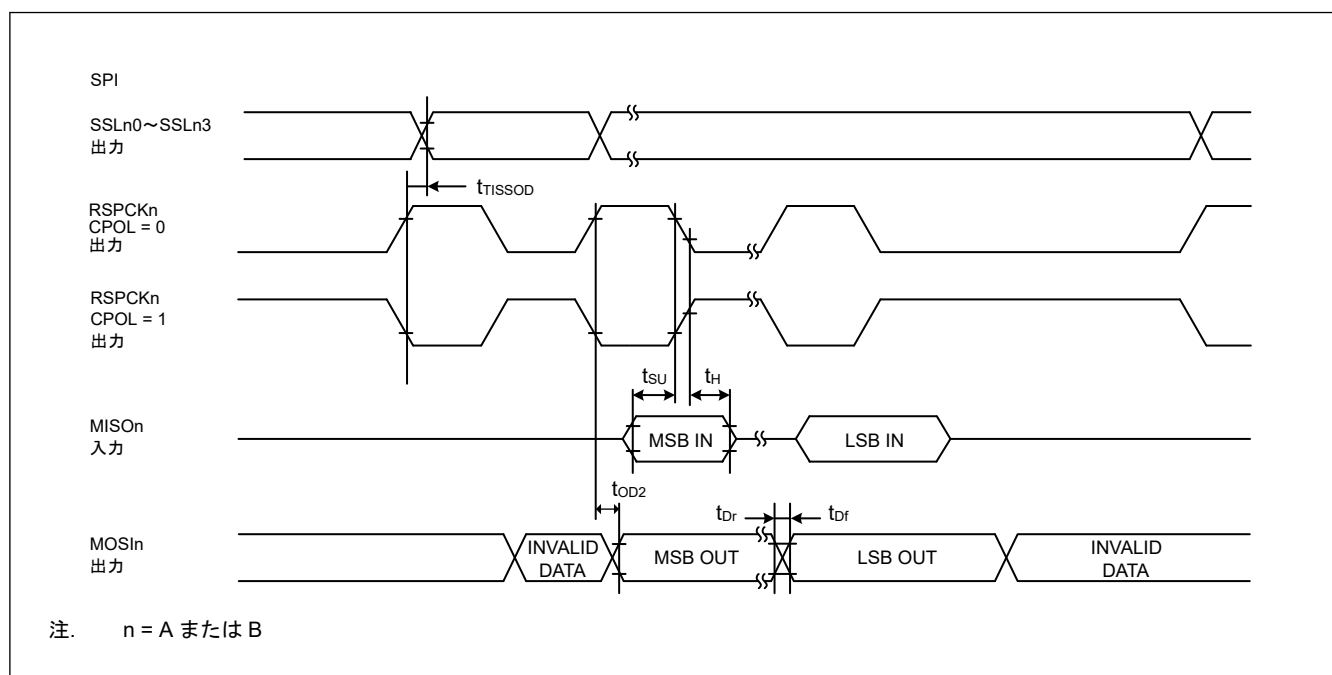 SPI
SSLn0～SSLn3
出力
tTISSOD
RSPCKn
CPOL = 0
出力
RSPCKn
CPOL = 1
出力
tSU
tH
MISOn
入力
MSB IN
LSB IN
tOD2
tDr
tDf
MOSIn
出力
INVALID
DATA
MSB OUT
LSB OUT
INVALID
DATA
注. n = A または B